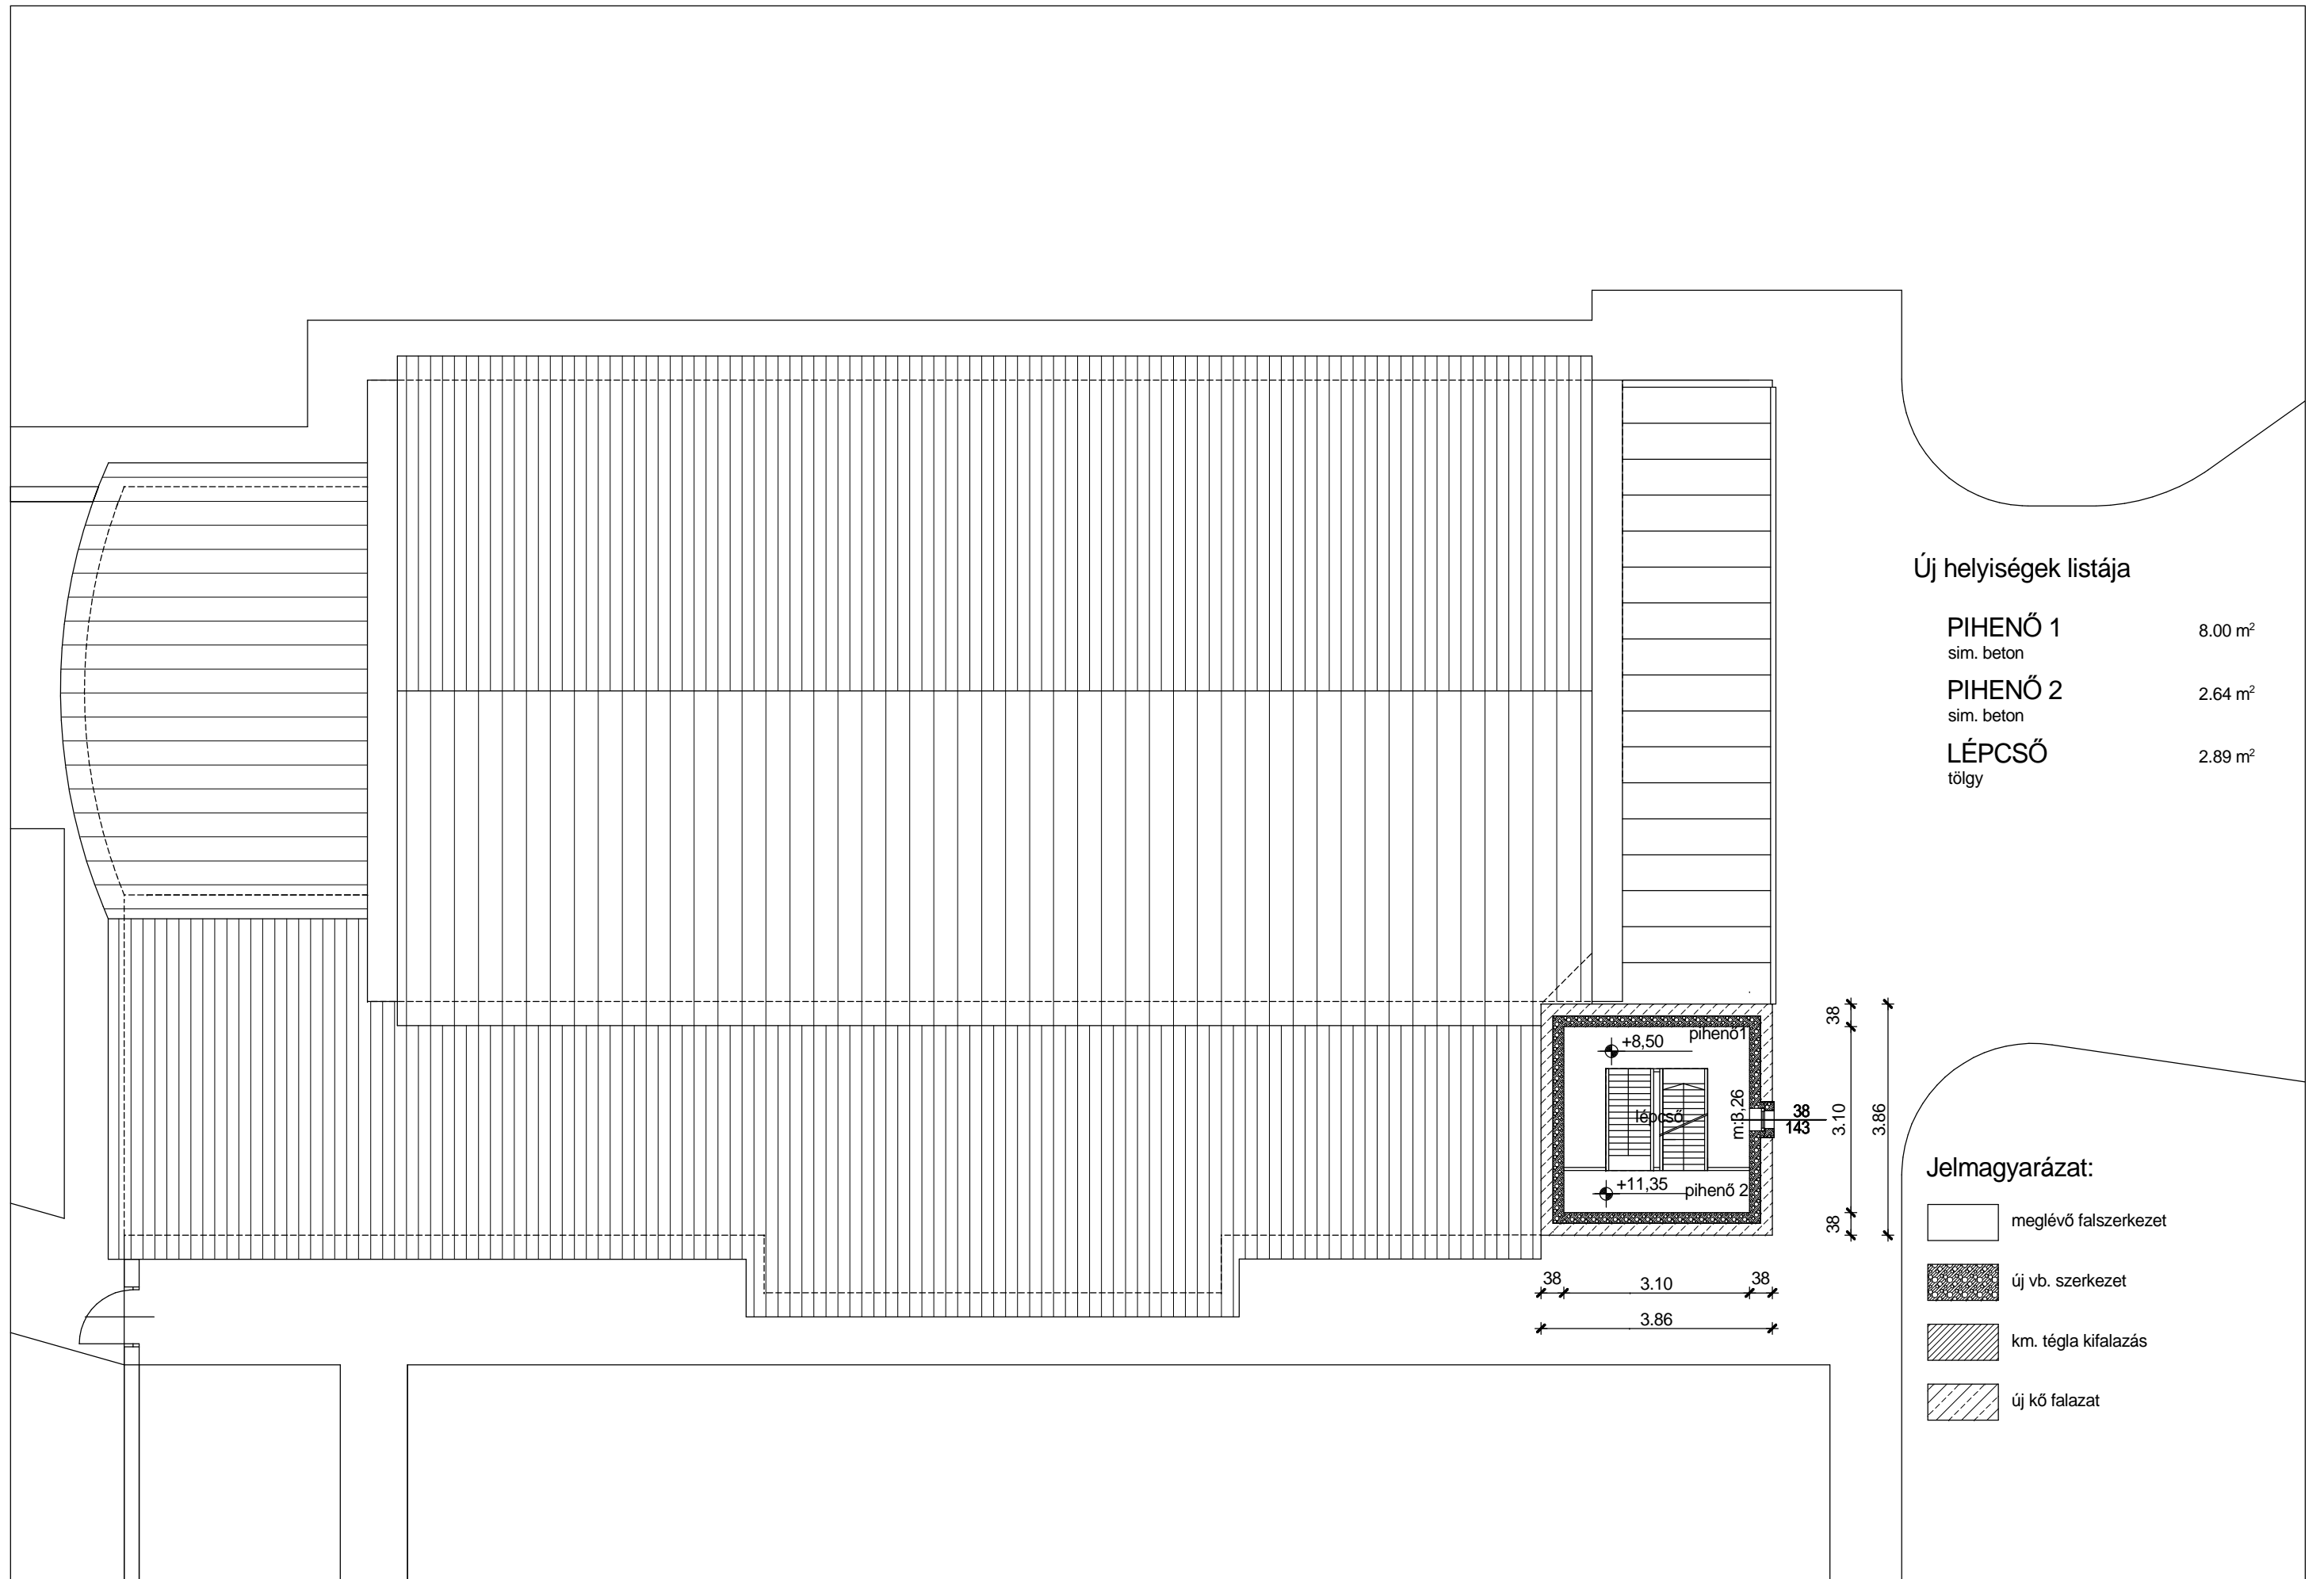 Új helyiségek listája
PIHENŐ 1 8.00 m²
sim. beton
PIHENŐ 2 2.64 m²
sim. beton
LÉPCSŐ 2.89 m²
tölgy
38
3.10
38
3.86
+8,50
pihenő1
lépcső
m:3,26
38
143
+11,35
pihenő 2
38
3.10
38
3.86
Jelmagyarázat:
meglévő falszerkezet
új vb. szerkezet
km. tégla kifalazás
új kő falazat